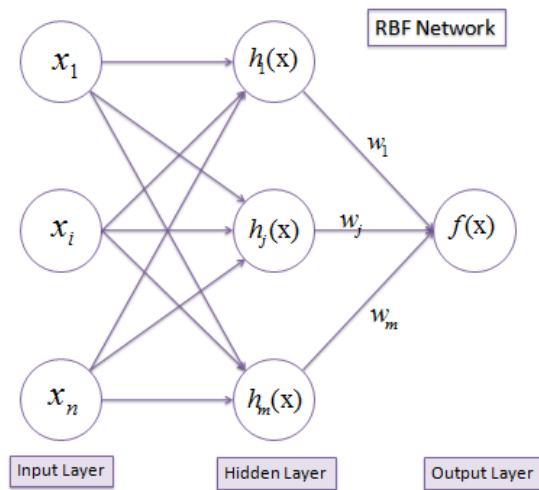 RBF Network
x₁
h₁(x)
w₁
xᵢ
hⱼ(x)
wⱼ
f(x)
wₘ
xₙ
hₘ(x)
Input Layer
Hidden Layer
Output Layer